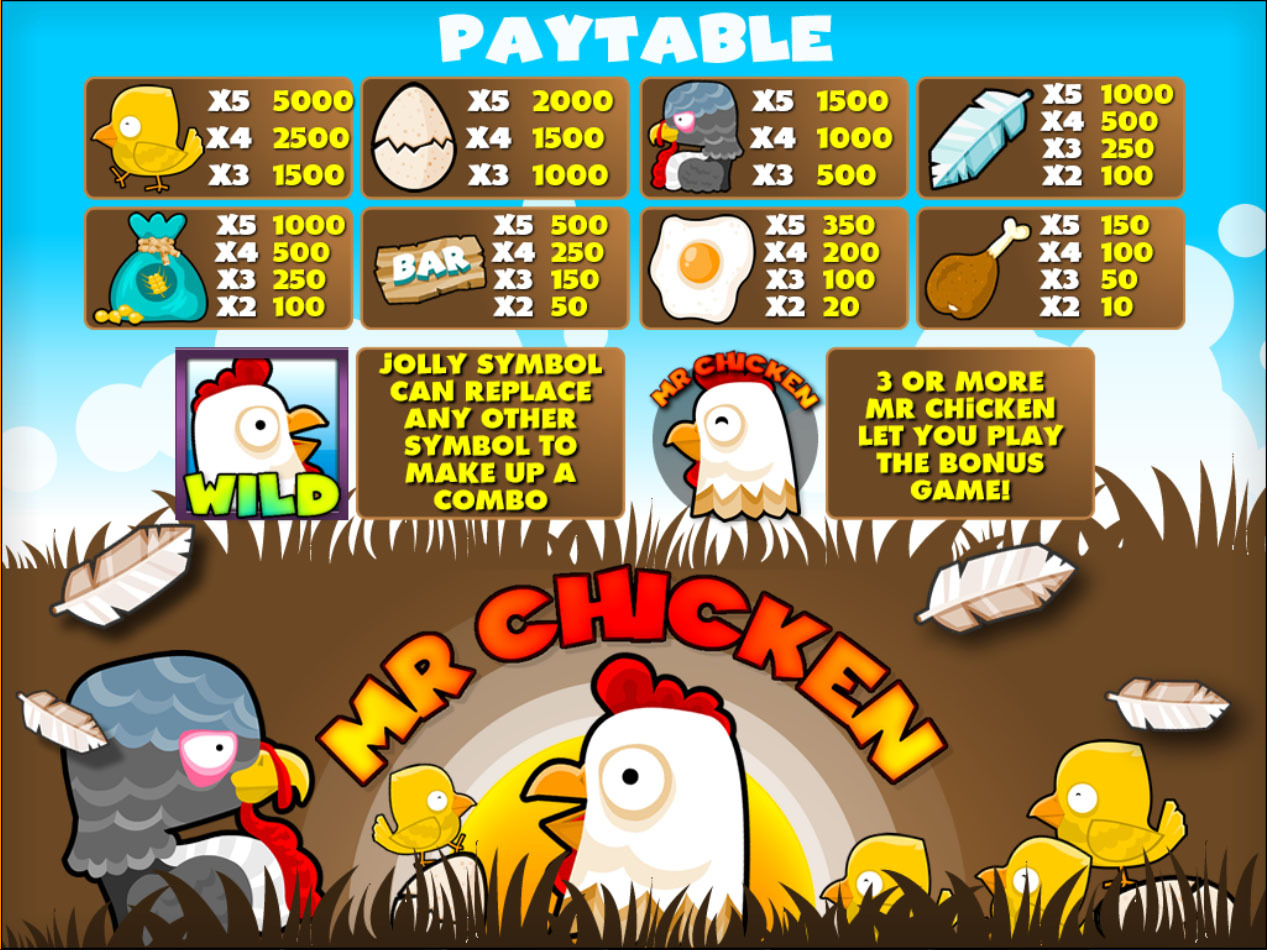 PAYTABLE
X5 5000
X4 2500
X3 1500
X5 2000
X4 1500
X3 1000
X5 1500
X4 1000
X3 500
X5 1000
X4 500
X3 250
X2 100
X5 1000
X4 500
X3 250
X2 100
BAR
X5 500
X4 250
X3 150
X2 50
X5 350
X4 200
X3 100
X2 20
X5 150
X4 100
X3 50
X2 10
WILD
JOLLY SYMBOL
CAN REPLACE
ANY OTHER
SYMBOL TO
MAKE UP A
COMBO
MR CHICKEN
3 OR MORE
MR CHiCKEN
LET YOU PLAY
THE BONUS
GAME!
MR CHICKEN